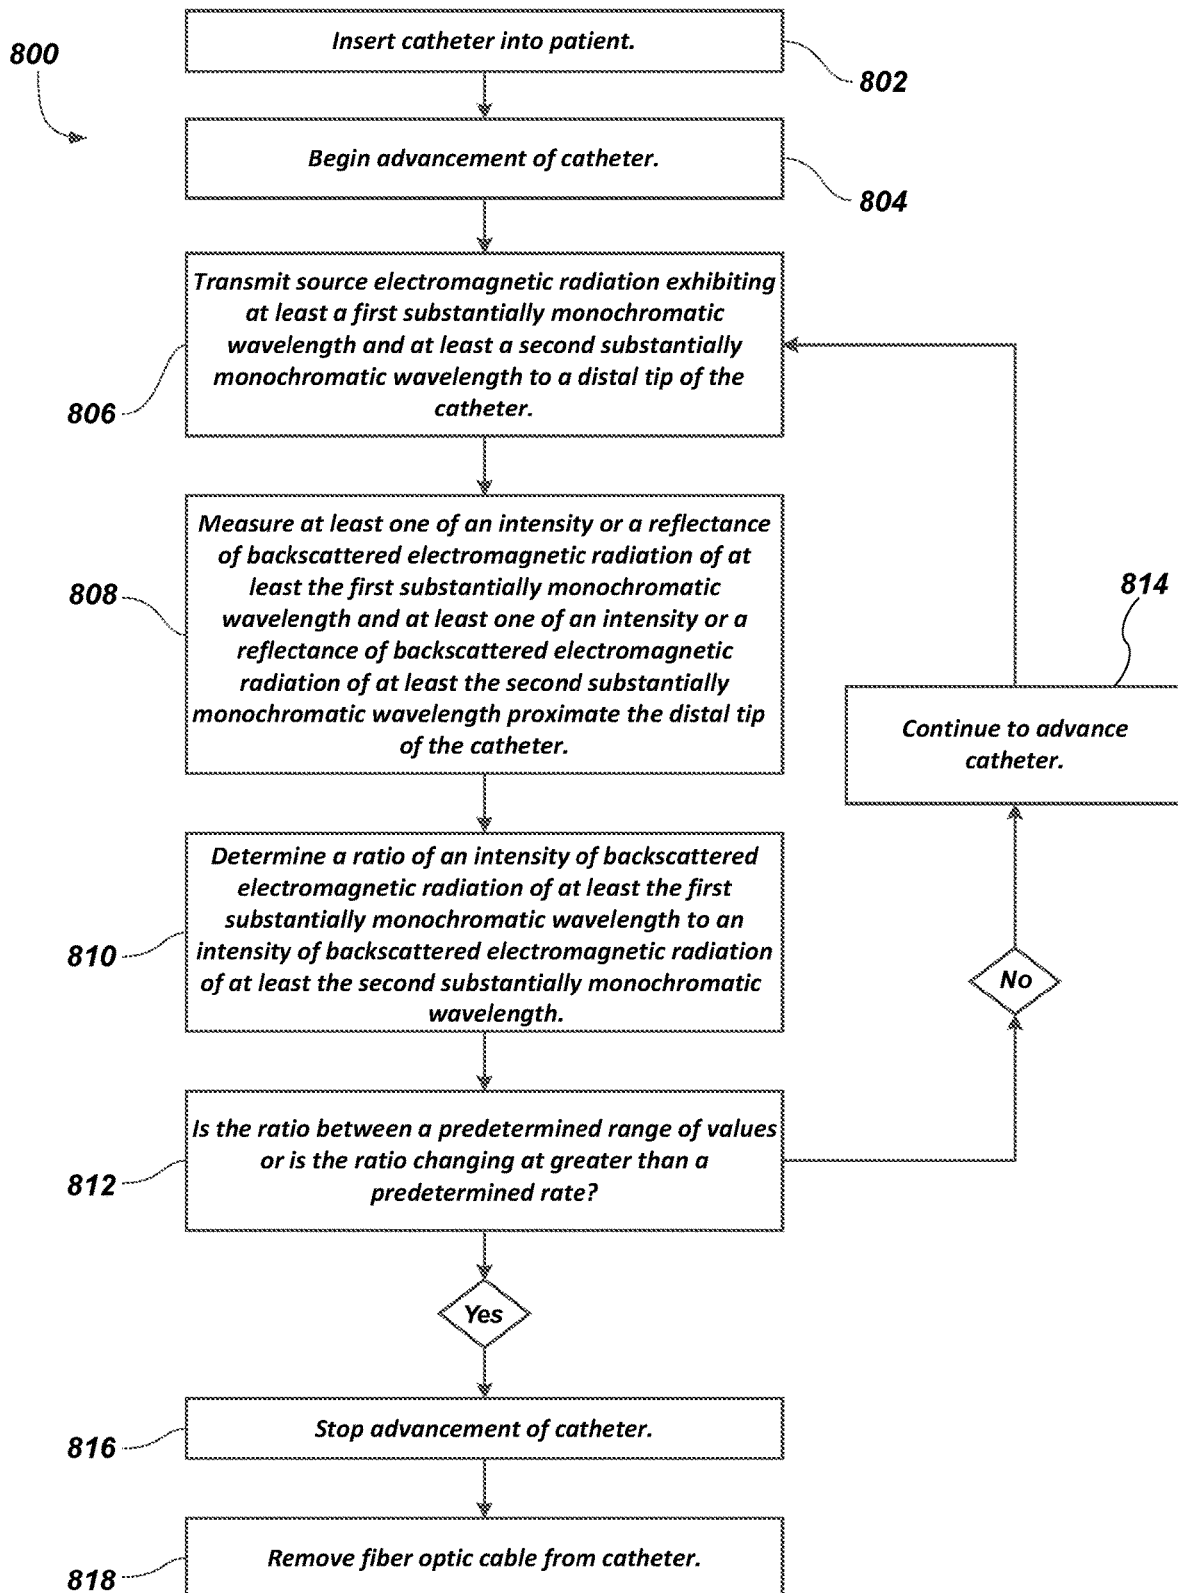 800
Insert catheter into patient.
802
Begin advancement of catheter.
804
Transmit source electromagnetic radiation exhibiting
at least a first substantially monochromatic
wavelength and at least a second substantially
monochromatic wavelength to a distal tip of the
catheter.
806
Measure at least one of an intensity or a reflectance
of backscattered electromagnetic radiation of at
least the first substantially monochromatic
wavelength and at least one of an intensity or a
reflectance of backscattered electromagnetic
radiation of at least the second substantially
monochromatic wavelength proximate the distal tip
of the catheter.
808
814
Continue to advance
catheter.
Determine a ratio of an intensity of backscattered
electromagnetic radiation of at least the first
substantially monochromatic wavelength to an
intensity of backscattered electromagnetic radiation
of at least the second substantially monochromatic
wavelength.
810
No
Is the ratio between a predetermined range of values
or is the ratio changing at greater than a
predetermined rate?
812
Yes
Stop advancement of catheter.
816
Remove fiber optic cable from catheter.
818